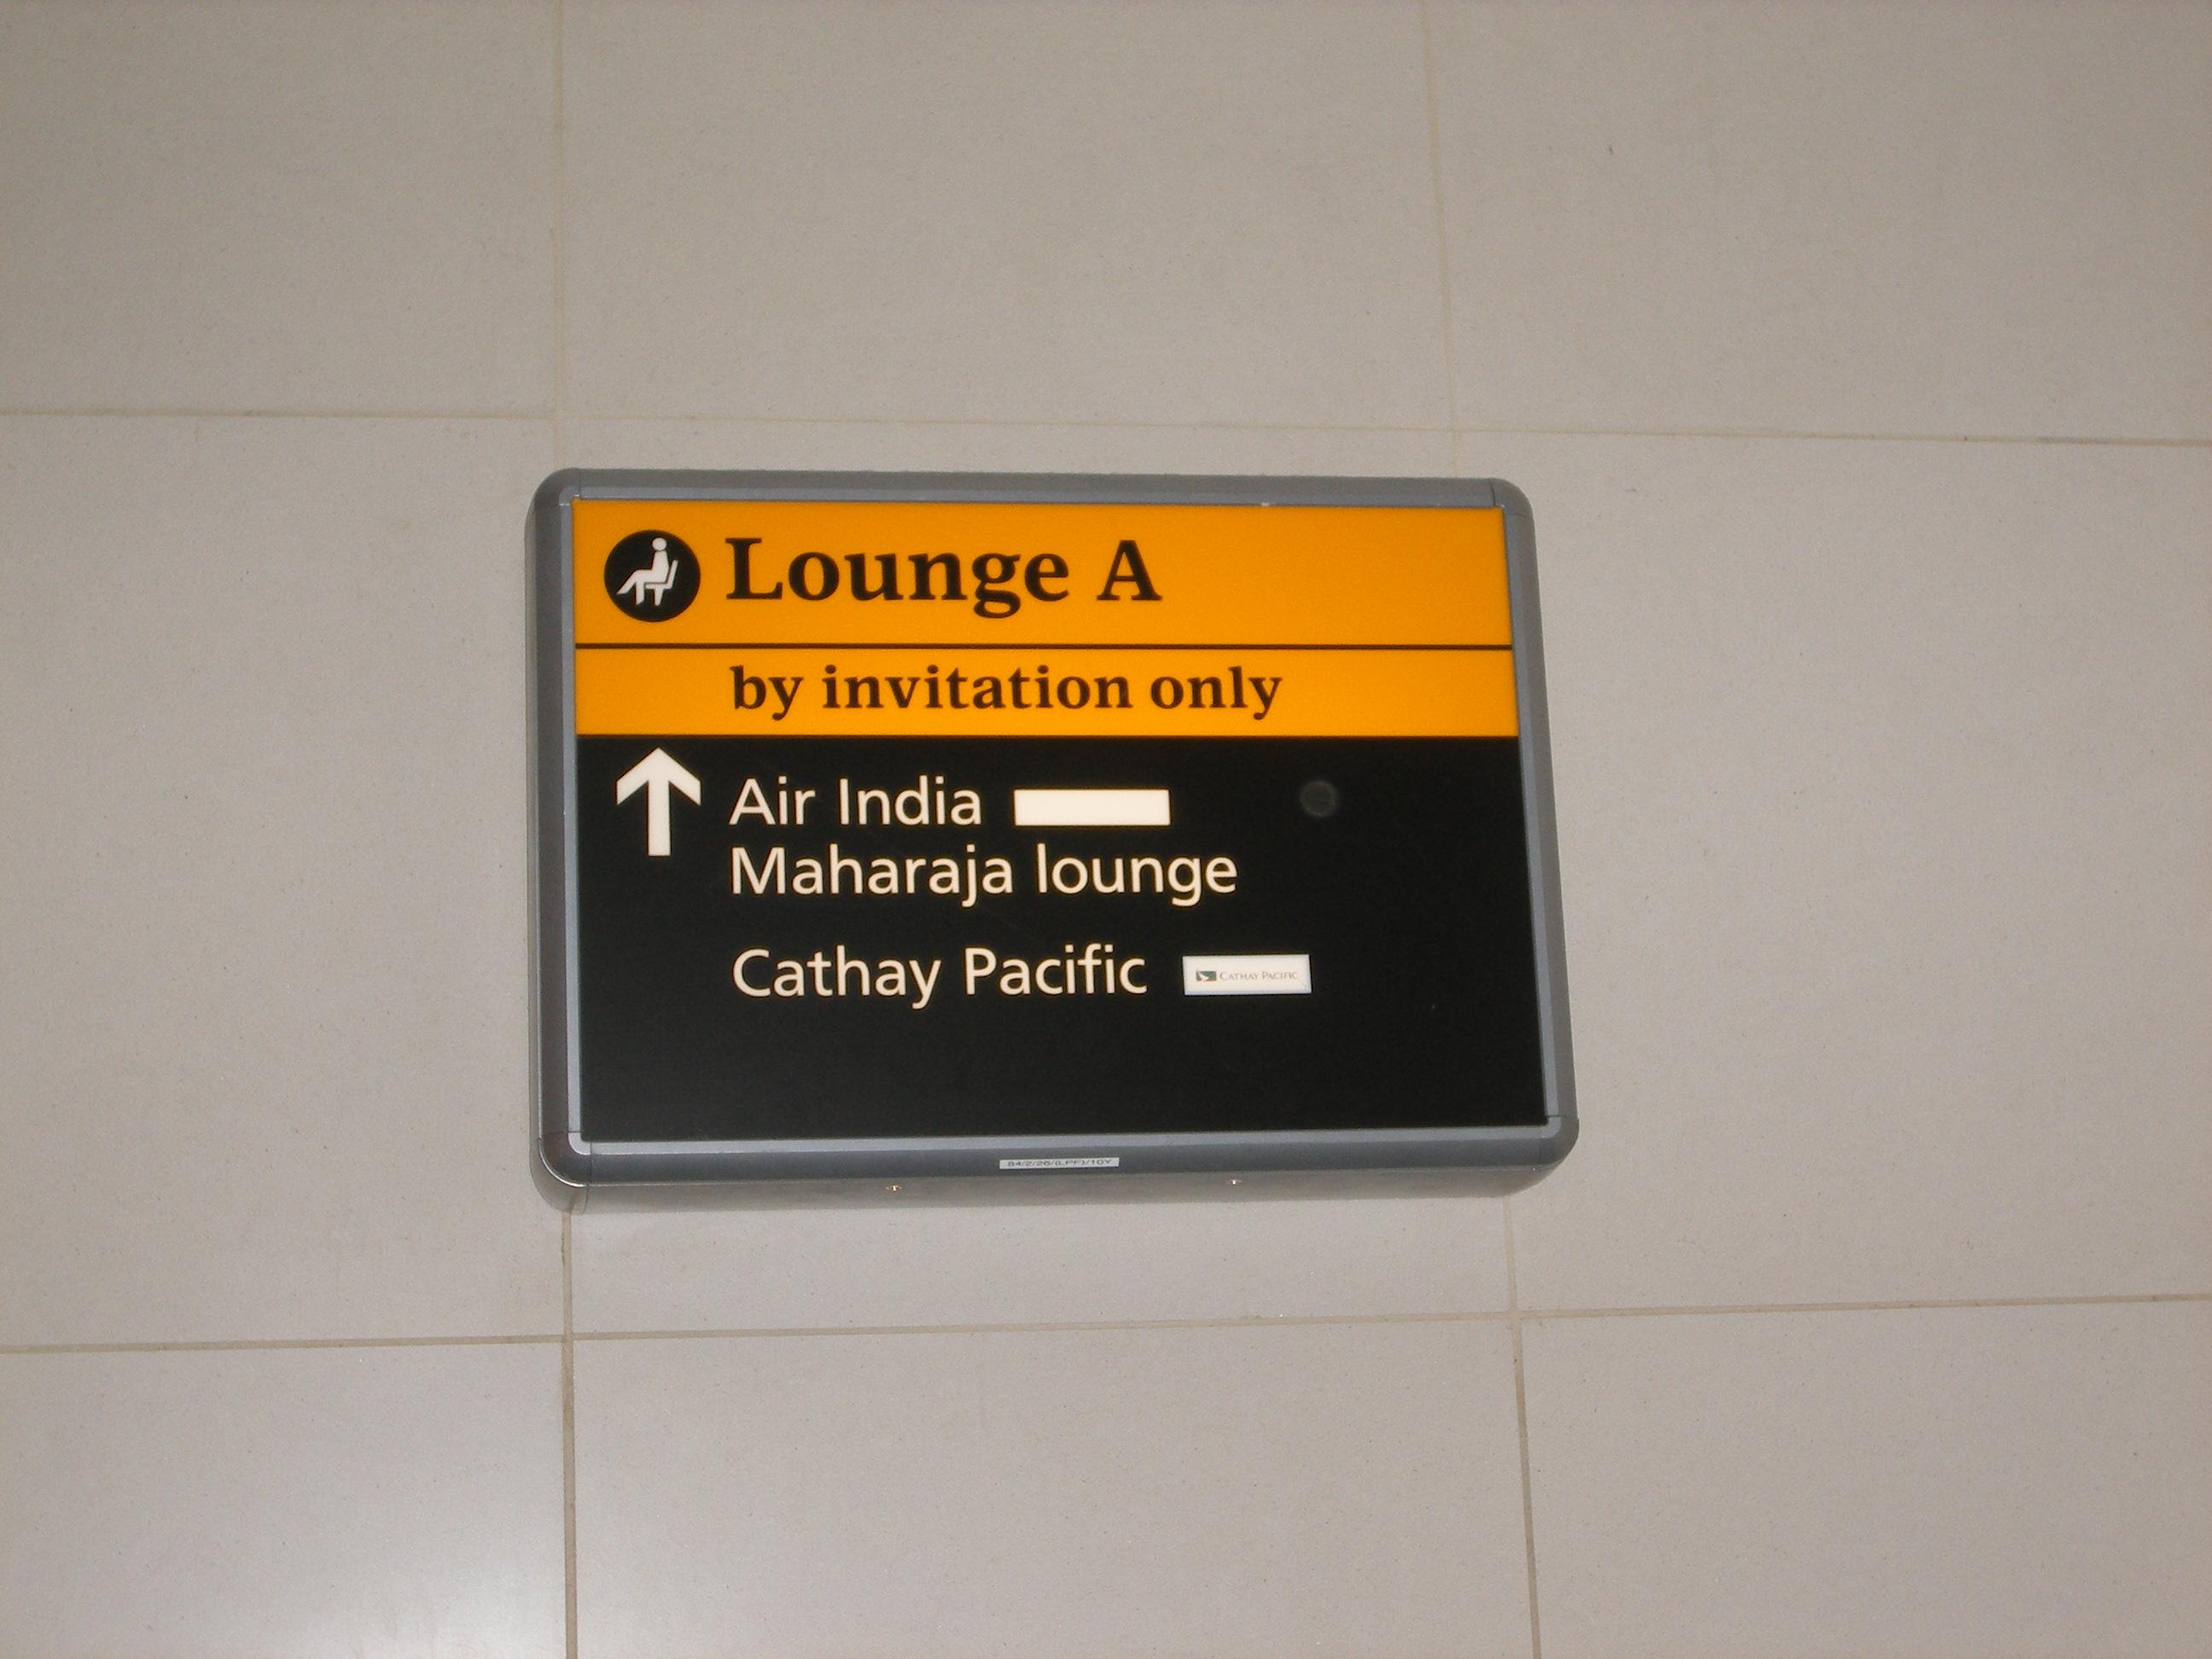 Lounge A
by invitation only
Air India
Maharaja lounge
Cathay Pacific
CATHAY PACIFIC